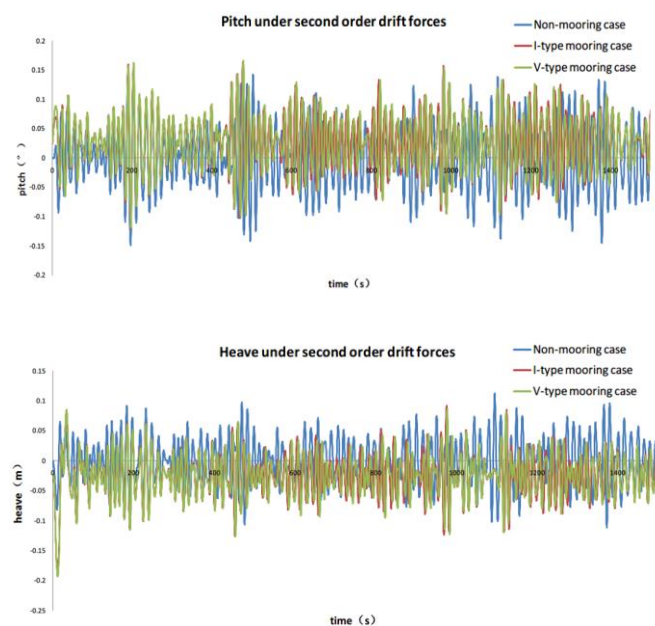 Pitch under second order drift forces
Non-mooring case
I-type mooring case
V-type mooring case
0.2
0.15
0.1
0.05
0
-0.05
-0.1
-0.15
-0.2
pitch (°)
0 200 400 600 800 1000 1200 1400
time (s)
Heave under second order drift forces
Non-mooring case
I-type mooring case
V-type mooring case
0.15
0.1
0.05
0
-0.05
-0.1
-0.15
-0.2
-0.25
heave (m)
0 200 400 600 800 1000 1200 1400
time (s)